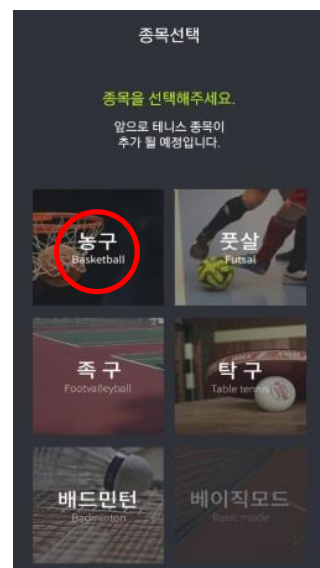 종목선택
종목을 선택해주세요.
앞으로 테니스 종목이
추가 될 예정입니다.
농구
Basketball
풋살
Futsal
족구
Footvalleyball
탁구
Table tennis
배드민턴
Badminton
베이직모드
Basic mode